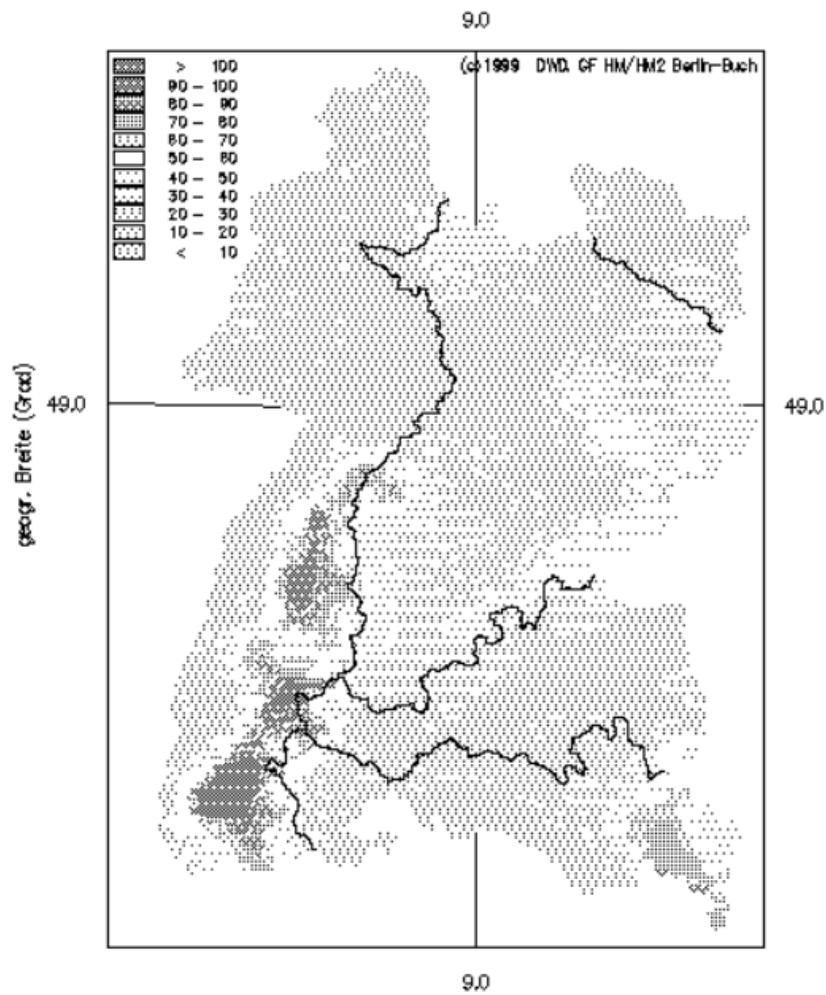 9.0
(c) 1999 DWD. GF HM/HM2 Berlin-Buch
> 100
90 - 100
80 - 90
70 - 80
60 - 70
50 - 60
40 - 50
30 - 40
20 - 30
10 - 20
< 10
49.0 49.0
geogr. Breite (Grad)
9.0